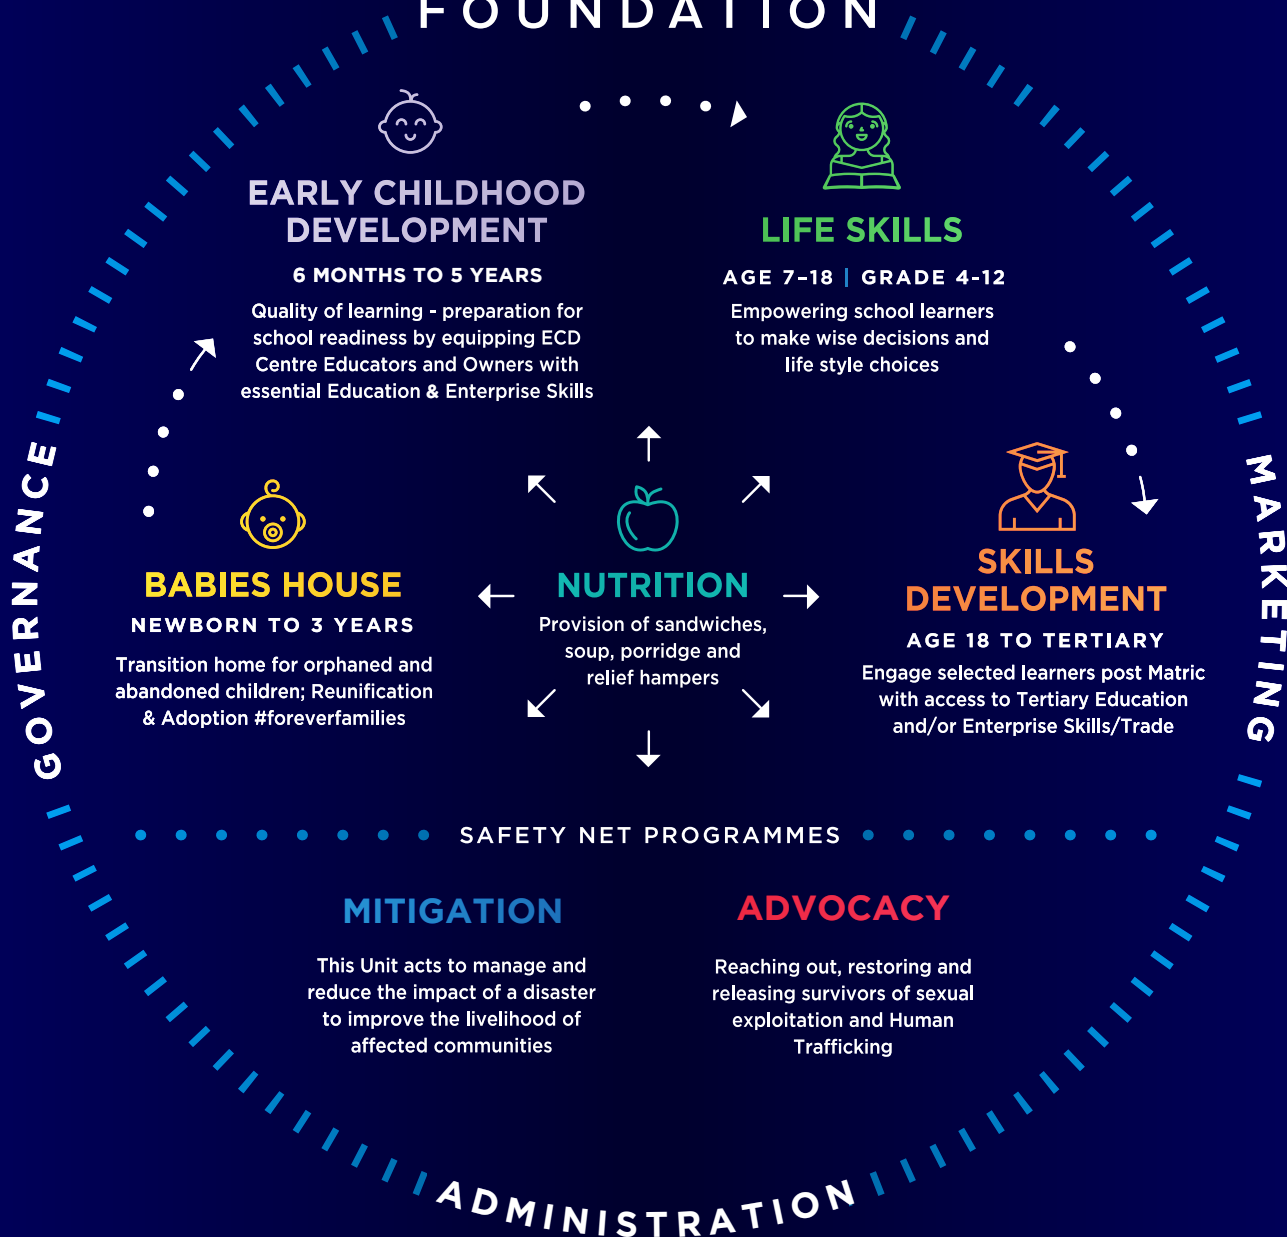 FOUNDATION
EARLY CHILDHOOD
DEVELOPMENT
6 MONTHS TO 5 YEARS
Quality of learning - preparation for
school readiness by equipping ECD
Centre Educators and Owners with
essential Education & Enterprise Skills
LIFE SKILLS
AGE 7-18 | GRADE 4-12
Empowering school learners
to make wise decisions and
life style choices
GOVERNANCE
BABIES HOUSE
NEWBORN TO 3 YEARS
Transition home for orphaned and
abandoned children; Reunification
& Adoption #foreverfamilies
NUTRITION
Provision of sandwiches,
soup, porridge and
relief hampers
SKILLS
DEVELOPMENT
AGE 18 TO TERTIARY
Engage selected learners post Matric
with access to Tertiary Education
and/or Enterprise Skills/Trade
MARKETING
SAFETY NET PROGRAMMES
MITIGATION
This Unit acts to manage and
reduce the impact of a disaster
to improve the livelihood of
affected communities
ADVOCACY
Reaching out, restoring and
releasing survivors of sexual
exploitation and Human
Trafficking
ADMINISTRATION